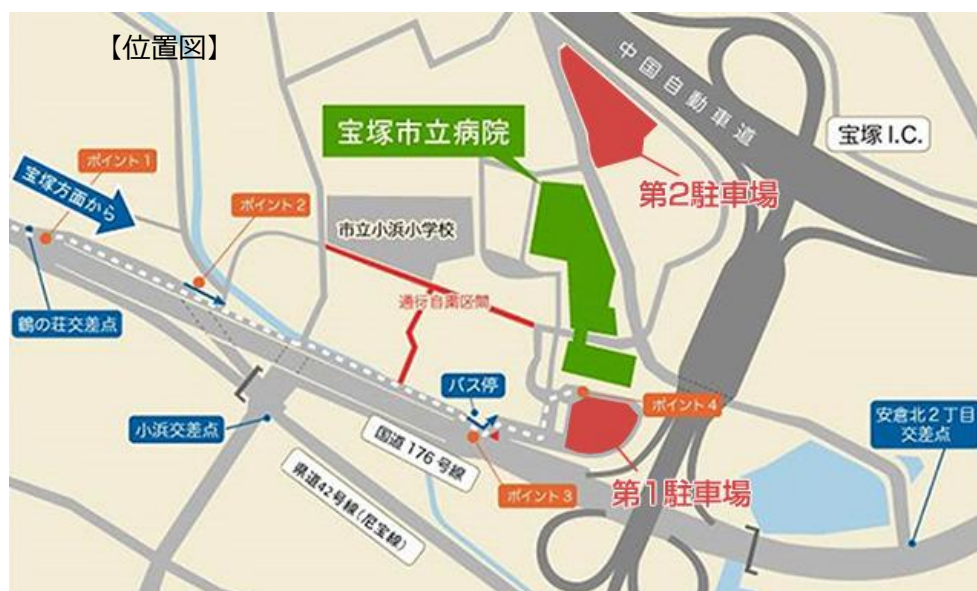 【位置図】
中国自動車道
宝塚市立病院
宝塚I.C.
ポイント1
宝塚方面から
ポイント2
第2駐車場
市立小浜小学校
通行自粛区間
鶴の荘交差点
バス停
ポイント4
小浜交差点
国道176号線
安倉北2丁目
交差点
県道42号線(尼宝線)
ポイント3
第1駐車場